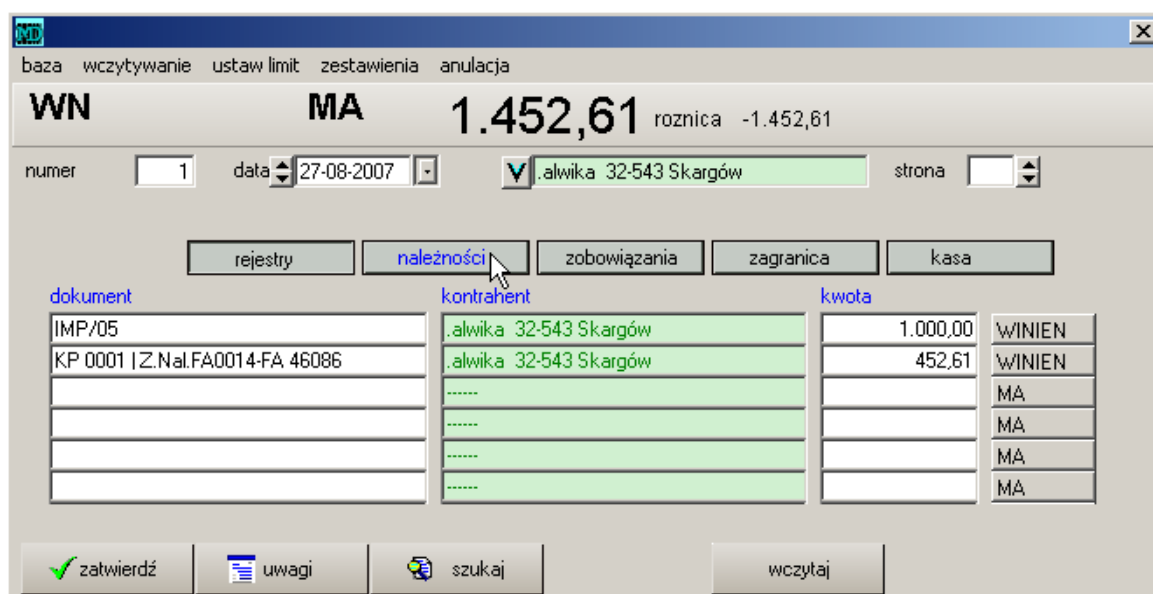 MD
baza wczytywanie ustaw limit zestawienia anulacja
WN MA 1.452,61 roznica -1.452,61
numer 1 data 27-08-2007 V .alwika 32-543 Skargów strona
rejestry należności zobowiązania zagranica kasa
dokument kontrahent kwota
IMP/05 .alwika 32-543 Skargów 1.000,00 WINIEN
KP 0001 |Z.Nal.FA0014-FA 46086 .alwika 32-543 Skargów 452,61 WINIEN
------ MA
------ MA
------ MA
------ MA
zatwierdź uwagi szukaj wczytaj